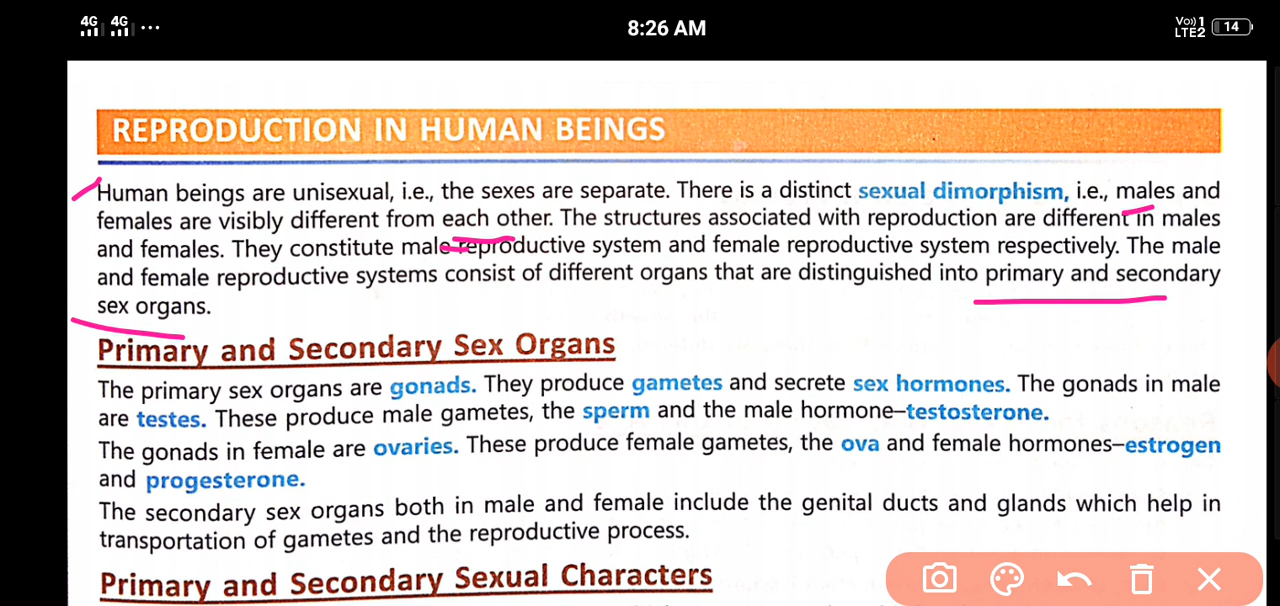 4G 4G ... 8:26 AM Vo)) 1 LTE2 14
REPRODUCTION IN HUMAN BEINGS
Human beings are unisexual, i.e., the sexes are separate. There is a distinct sexual dimorphism, i.e., males and
females are visibly different from each other. The structures associated with reproduction are different in males
and females. They constitute male reproductive system and female reproductive system respectively. The male
and female reproductive systems consist of different organs that are distinguished into primary and secondary
sex organs.
Primary and Secondary Sex Organs
The primary sex organs are gonads. They produce gametes and secrete sex hormones. The gonads in male
are testes. These produce male gametes, the sperm and the male hormone–testosterone.
The gonads in female are ovaries. These produce female gametes, the ova and female hormones–estrogen
and progesterone.
The secondary sex organs both in male and female include the genital ducts and glands which help in
transportation of gametes and the reproductive process.
Primary and Secondary Sexual Characters